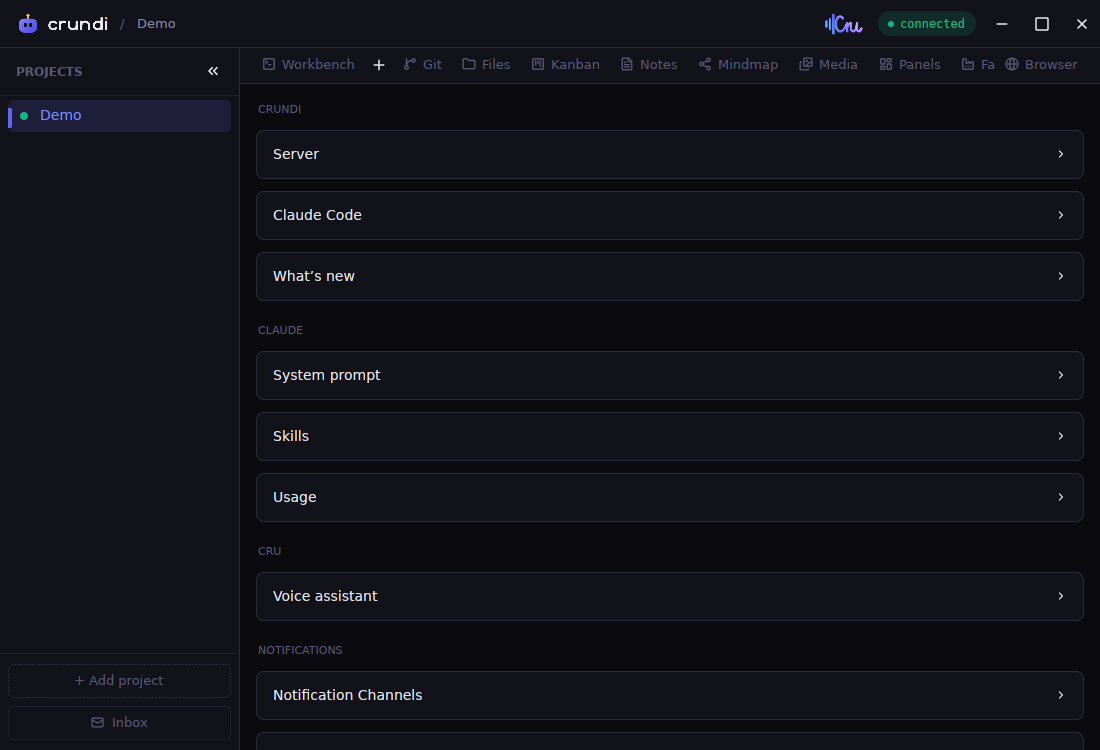 crundi / Demo
Cru
connected
PROJECTS
Workbench
Git
Files
Kanban
Notes
Mindmap
Media
Panels
Fa
Browser
Demo
CRUNDI
Server
Claude Code
What’s new
CLAUDE
System prompt
Skills
Usage
CRU
Voice assistant
NOTIFICATIONS
Notification Channels
+ Add project
Inbox